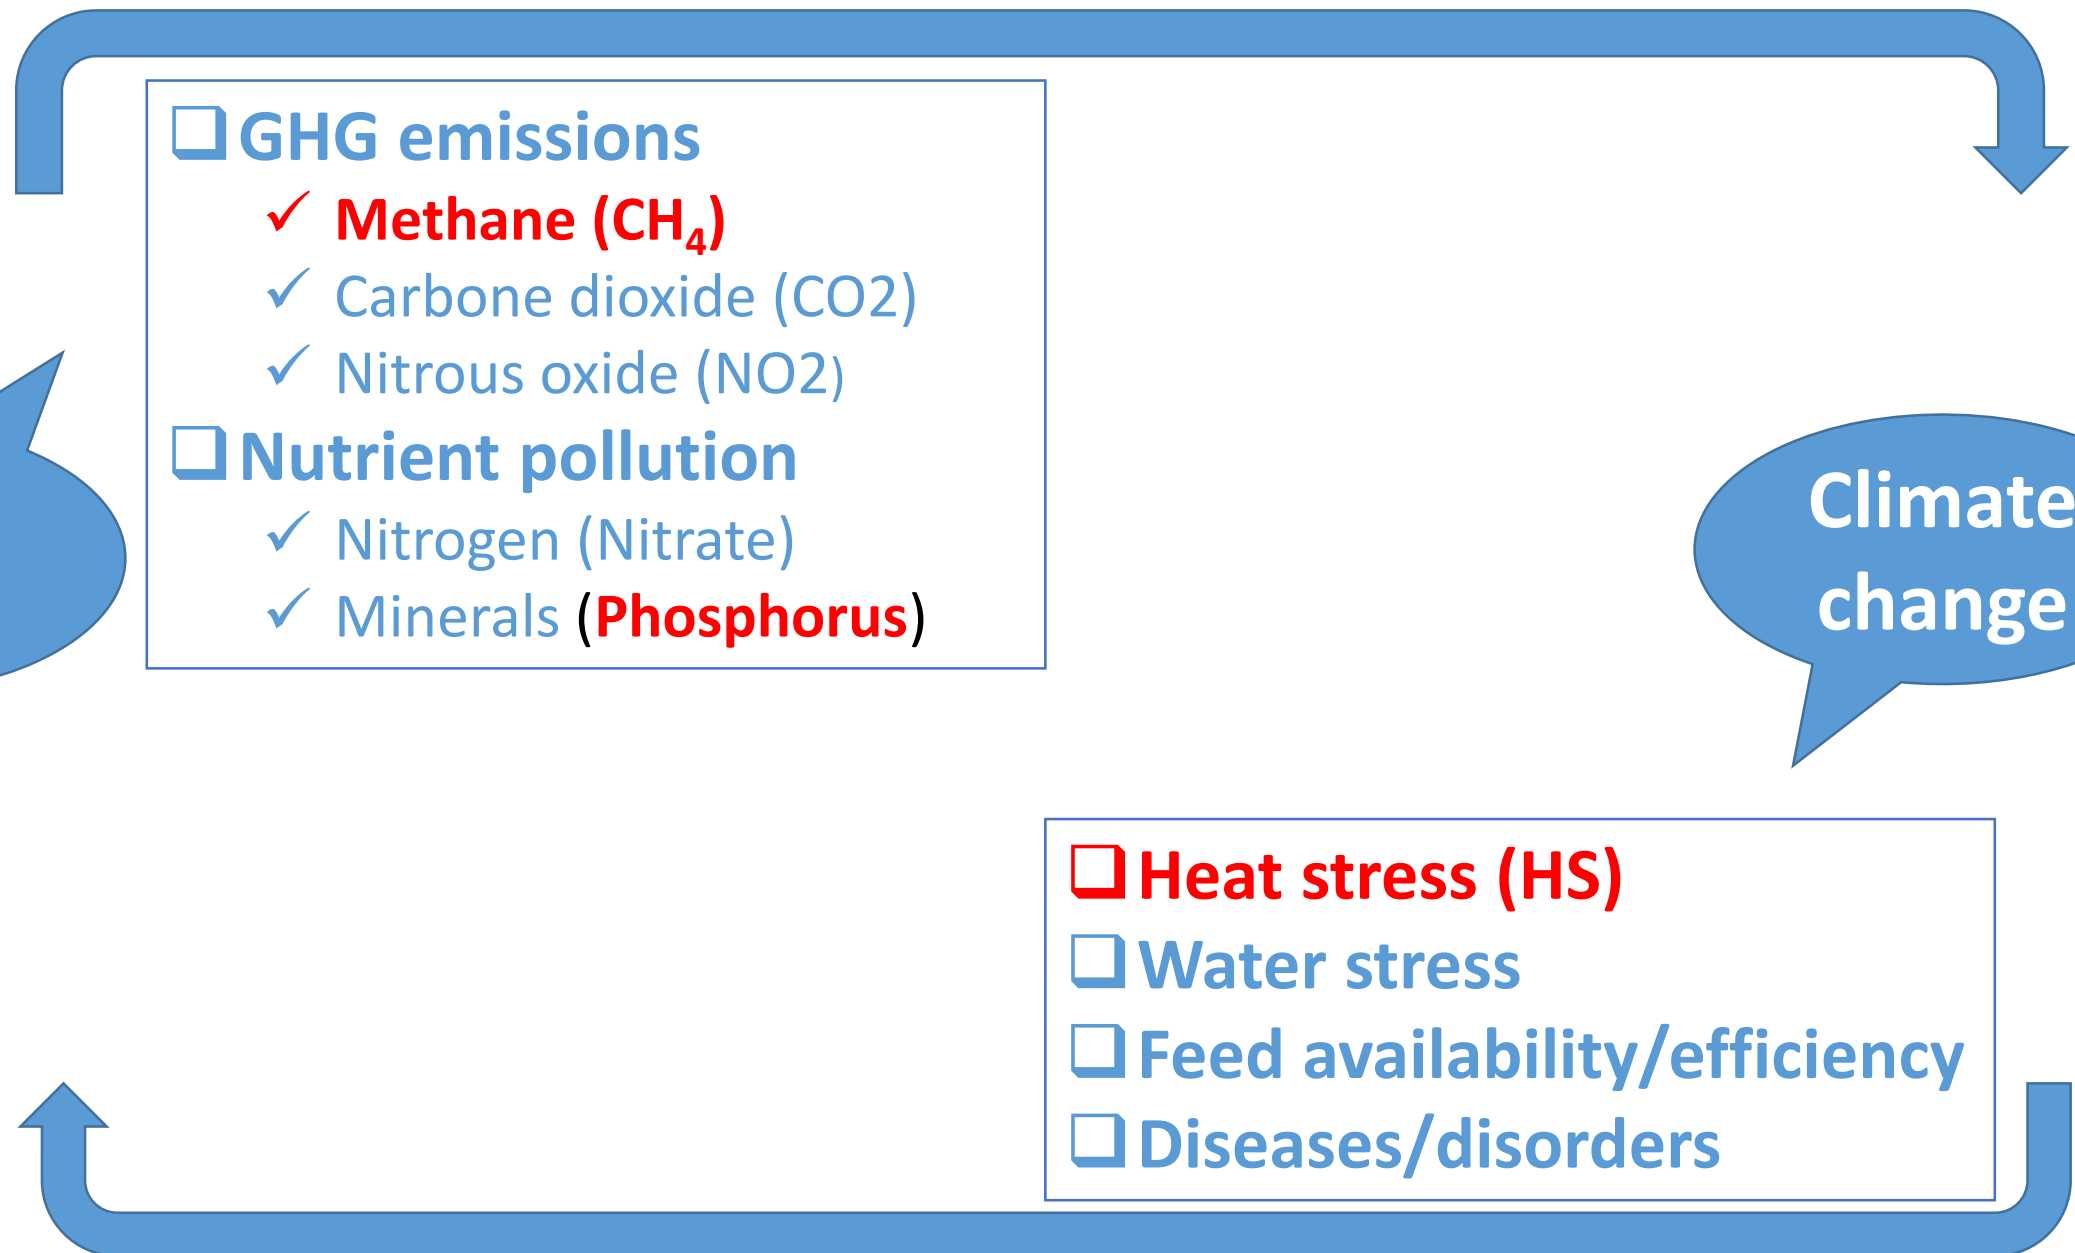 GHG emissions
Methane (CH₄)
Carbone dioxide (CO2)
Nitrous oxide (NO2)
Nutrient pollution
Nitrogen (Nitrate)
Minerals (Phosphorus)
Climate
change
Heat stress (HS)
Water stress
Feed availability/efficiency
Diseases/disorders